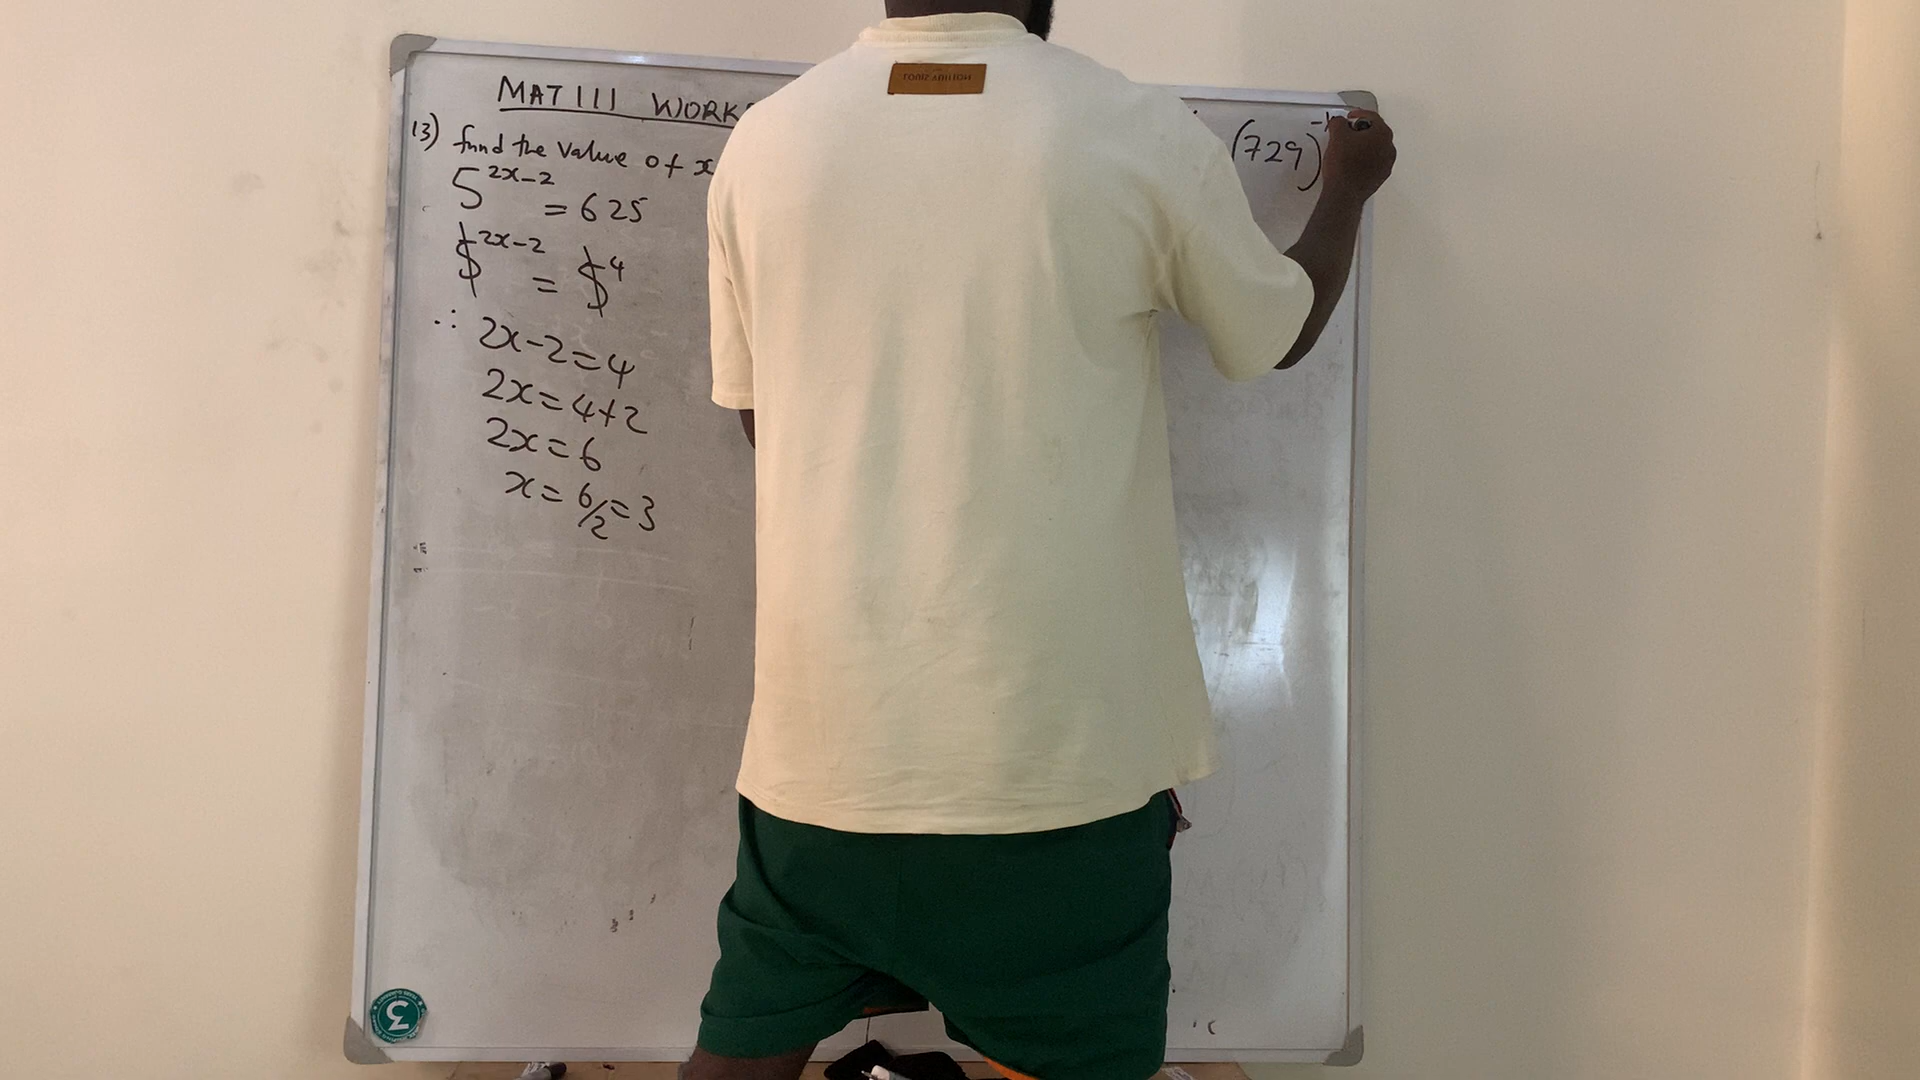 MAT 111 WORK
13) find the value of x
5^{2x-2} = 625
5^{2x-2} = 5^4
∴ 2x-2=4
2x=4+2
2x=6
x=6/2=3
(729)^-